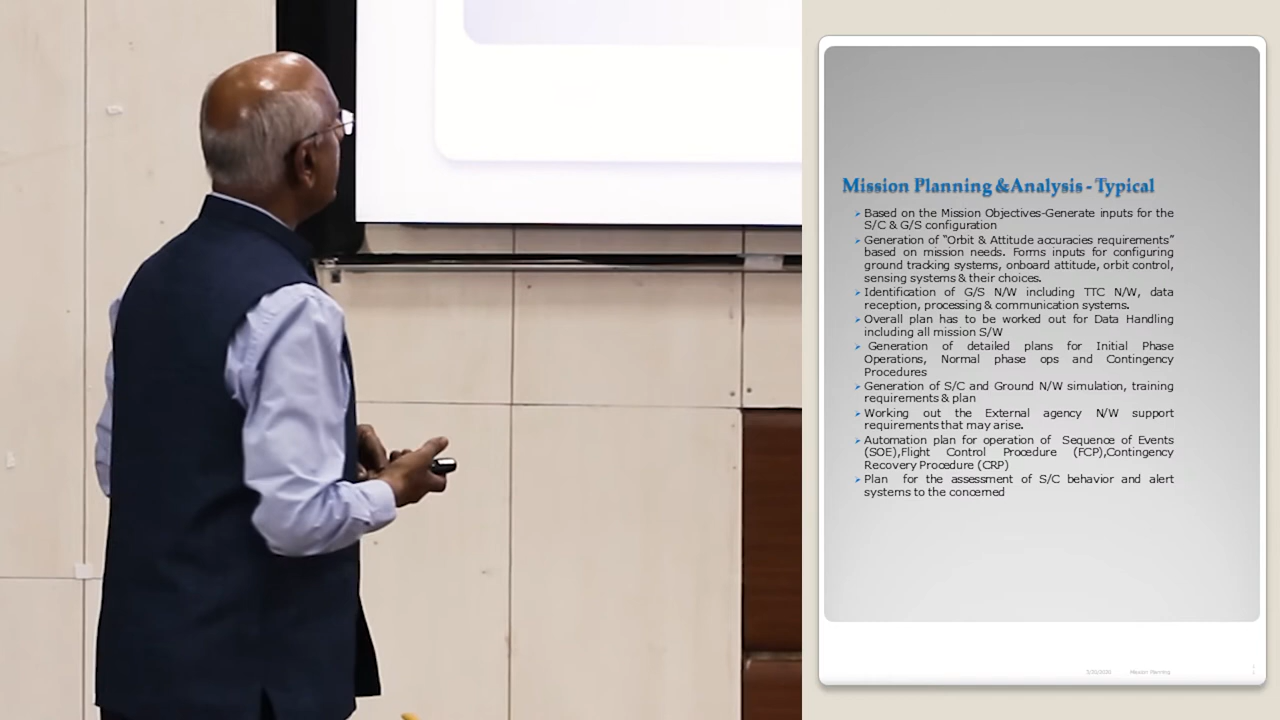 Mission Planning &Analysis - Typical
Based on the Mission Objectives-Generate inputs for the
S/C & G/S configuration
Generation of “Orbit & Attitude accuracies requirements”
based on mission needs. Forms inputs for configuring
ground tracking systems, onboard attitude, orbit control,
sensing systems & their choices.
Identification of G/S N/W including TTC N/W, data
reception, processing & communication systems.
Overall plan has to be worked out for Data Handling
including all mission S/W
Generation of detailed plans for Initial Phase
Operations, Normal phase ops and Contingency
Procedures
Generation of S/C and Ground N/W simulation, training
requirements & plan
Working out the External agency N/W support
requirements that may arise.
Automation plan for operation of Sequence of Events
(SOE),Flight Control Procedure (FCP),Contingency
Recovery Procedure (CRP)
Plan for the assessment of S/C behavior and alert
systems to the concerned
Mission Planning